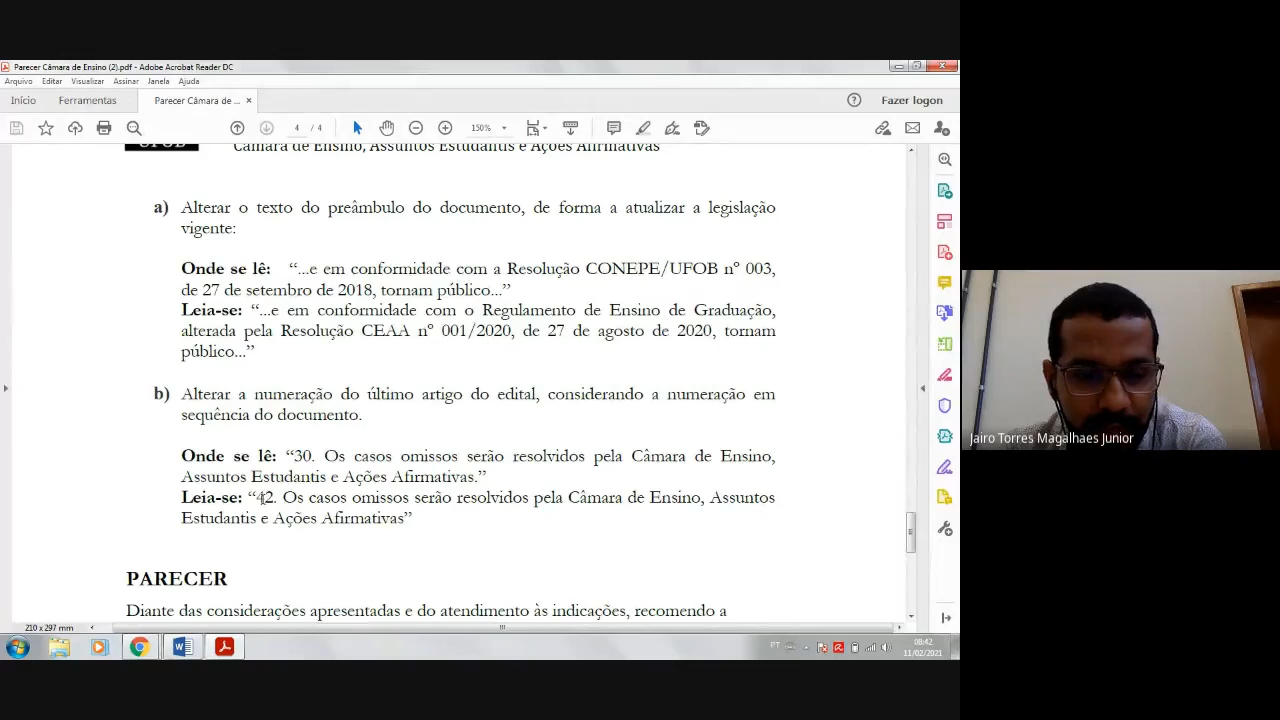 Parecer Câmara de Ensino (2).pdf - Adobe Acrobat Reader DC
Arquivo Editar Visualizar Assinar Janela Ajuda
Início Ferramentas Parecer Câmara de ... × Fazer logon
4 / 4 150%
UFOB Câmara de Ensino, Assuntos Estudantis e Ações Afirmativas
a) Alterar o texto do preâmbulo do documento, de forma a atualizar a legislação
vigente:
Onde se lê: “...e em conformidade com a Resolução CONEPE/UFOB nº 003,
de 27 de setembro de 2018, tornam público...”
Leia-se: “...e em conformidade com o Regulamento de Ensino de Graduação,
alterada pela Resolução CEAA nº 001/2020, de 27 de agosto de 2020, tornam
público...”
b) Alterar a numeração do último artigo do edital, considerando a numeração em
sequência do documento.
Onde se lê: “30. Os casos omissos serão resolvidos pela Câmara de Ensino,
Assuntos Estudantis e Ações Afirmativas.”
Leia-se: “42. Os casos omissos serão resolvidos pela Câmara de Ensino, Assuntos
Estudantis e Ações Afirmativas”
PARECER
Diante das considerações apresentadas e do atendimento às indicações, recomendo a
210 x 297 mm
PT
08:42
11/02/2021
Jairo Torres Magalhaes Junior